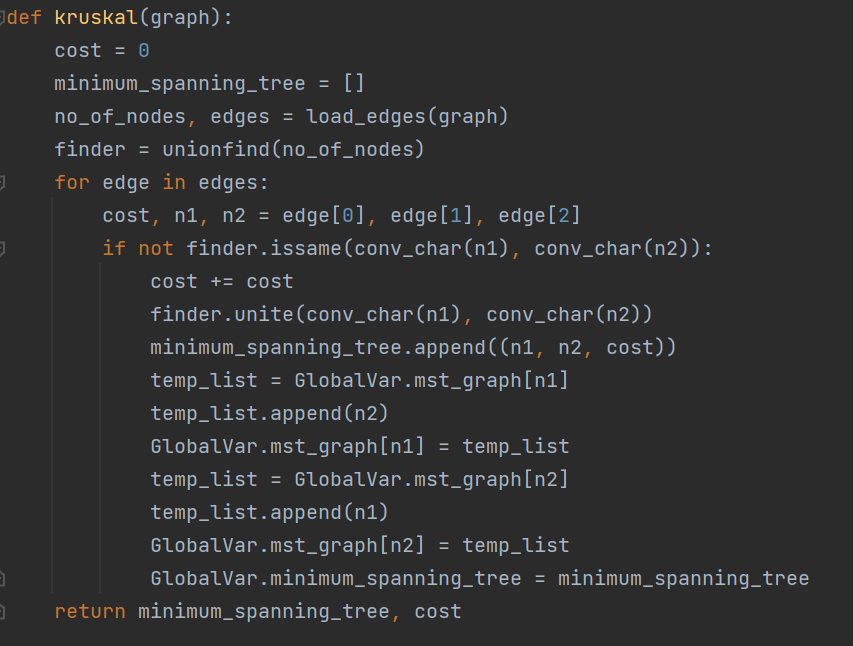 def kruskal(graph):
    cost = 0
    minimum_spanning_tree = []
    no_of_nodes, edges = load_edges(graph)
    finder = unionfind(no_of_nodes)
    for edge in edges:
        cost, n1, n2 = edge[0], edge[1], edge[2]
        if not finder.issame(conv_char(n1), conv_char(n2)):
            cost += cost
            finder.unite(conv_char(n1), conv_char(n2))
            minimum_spanning_tree.append((n1, n2, cost))
            temp_list = GlobalVar.mst_graph[n1]
            temp_list.append(n2)
            GlobalVar.mst_graph[n1] = temp_list
            temp_list = GlobalVar.mst_graph[n2]
            temp_list.append(n1)
            GlobalVar.mst_graph[n2] = temp_list
            GlobalVar.minimum_spanning_tree = minimum_spanning_tree
    return minimum_spanning_tree, cost